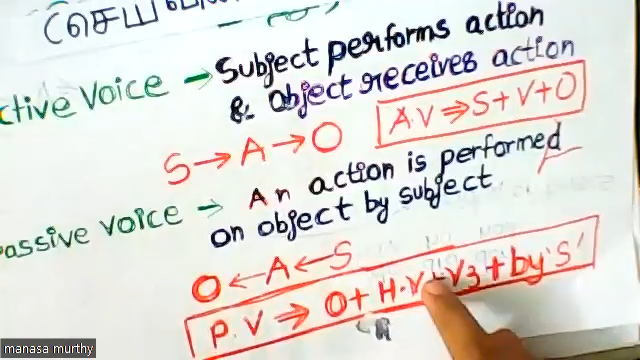 ctive Voice → Subject performs action
& Object receives action
S → A → O
A.V ⇒ S + V + O
assive voice → An action is performed
on object by subject
O ← A ← S
P.V ⇒ O + H.V + V3 + by 'S'
manasa murthy